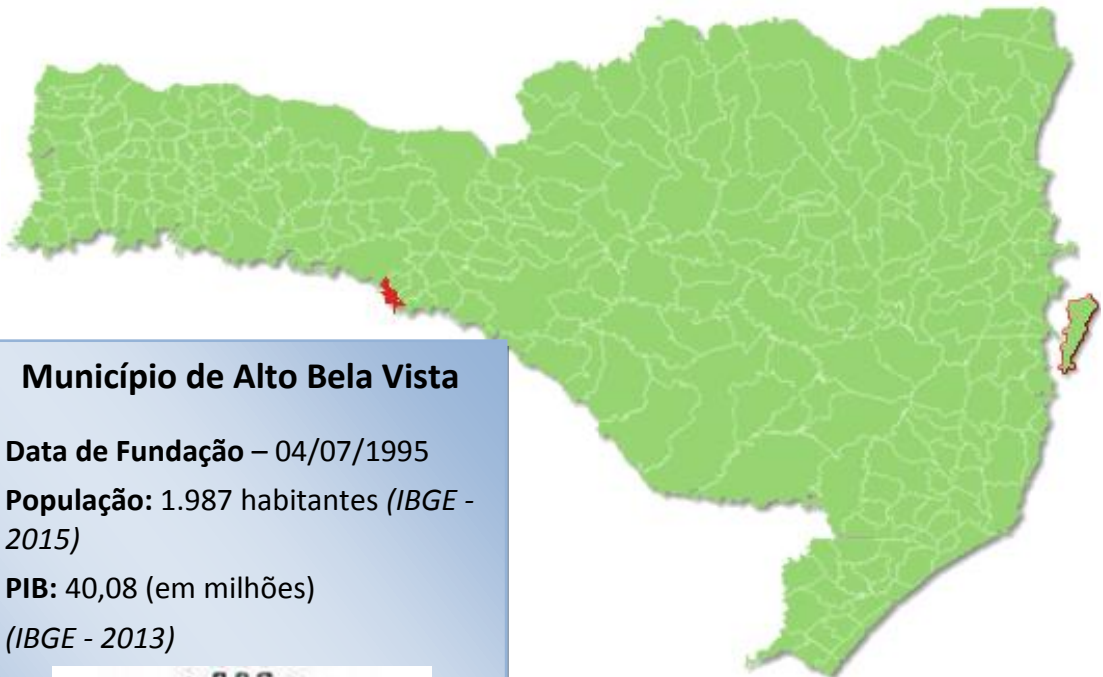 Município de Alto Bela Vista
Data de Fundação – 04/07/1995
População: 1.987 habitantes (IBGE -
2015)
PIB: 40,08 (em milhões)
(IBGE - 2013)